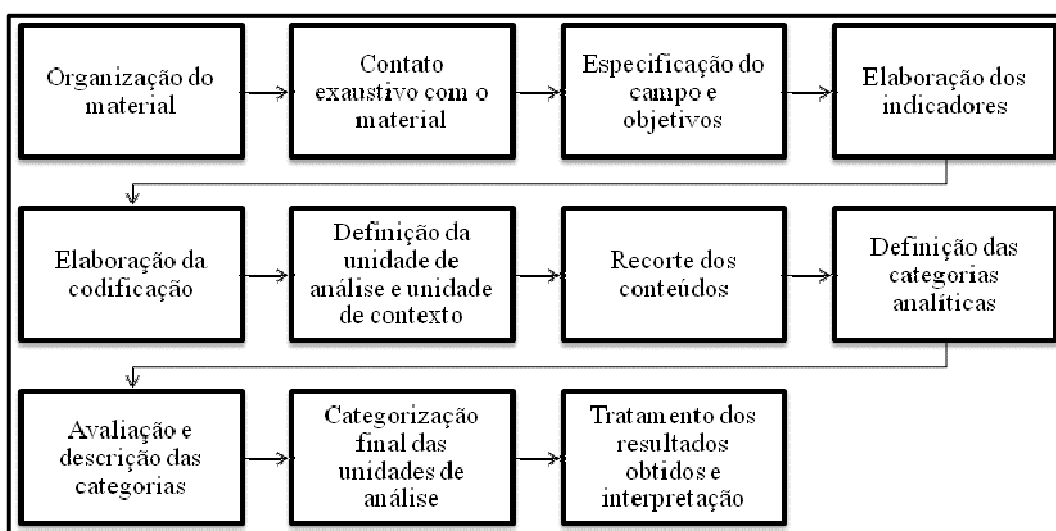 Organização do
material
Contato
exaustivo com o
material
Especificação do
campo e
objetivos
Elaboração dos
indicadores
Elaboração da
codificação
Definição da
unidade de
análise e unidade
de contexto
Recorte dos
conteúdos
Definição das
categorias
analíticas
Avaliação e
descrição das
categorias
Categorização
final das
unidades de
análise
Tratamento dos
resultados
obtidos e
interpretação